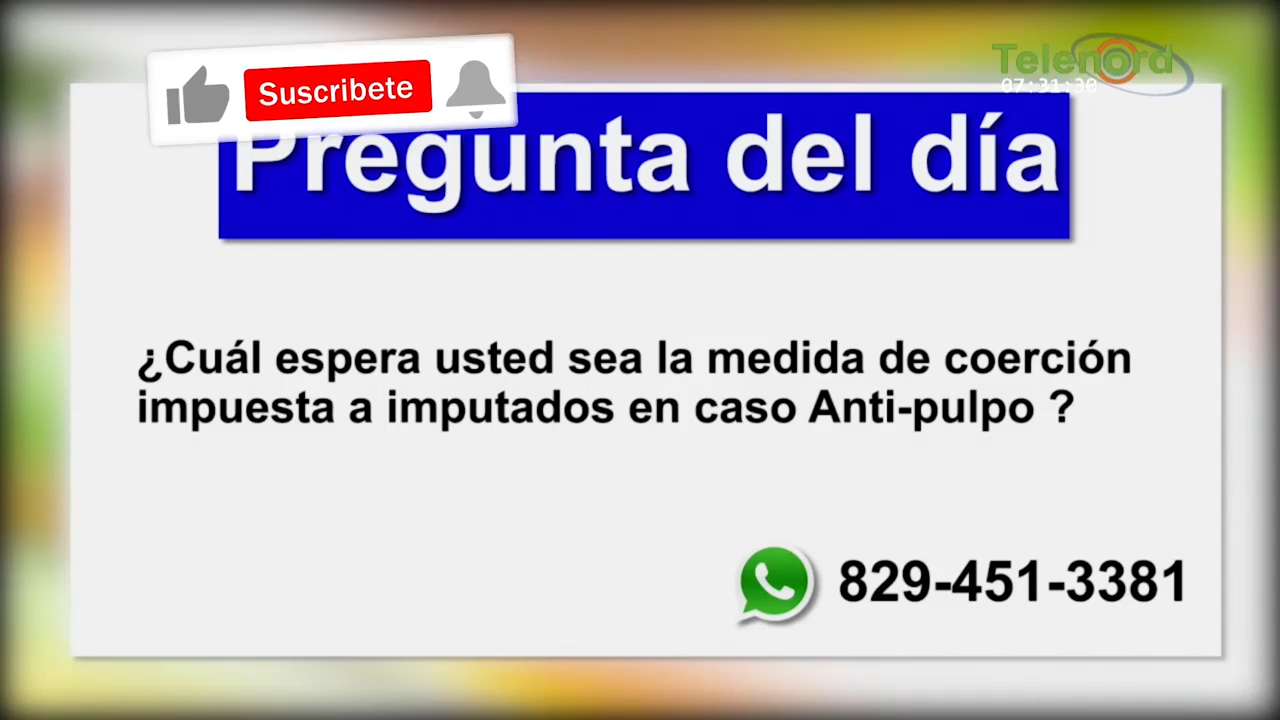 Telenord
07:31:30
Suscribete
Pregunta del día
¿Cuál espera usted sea la medida de coerción
impuesta a imputados en caso Anti-pulpo ?
829-451-3381